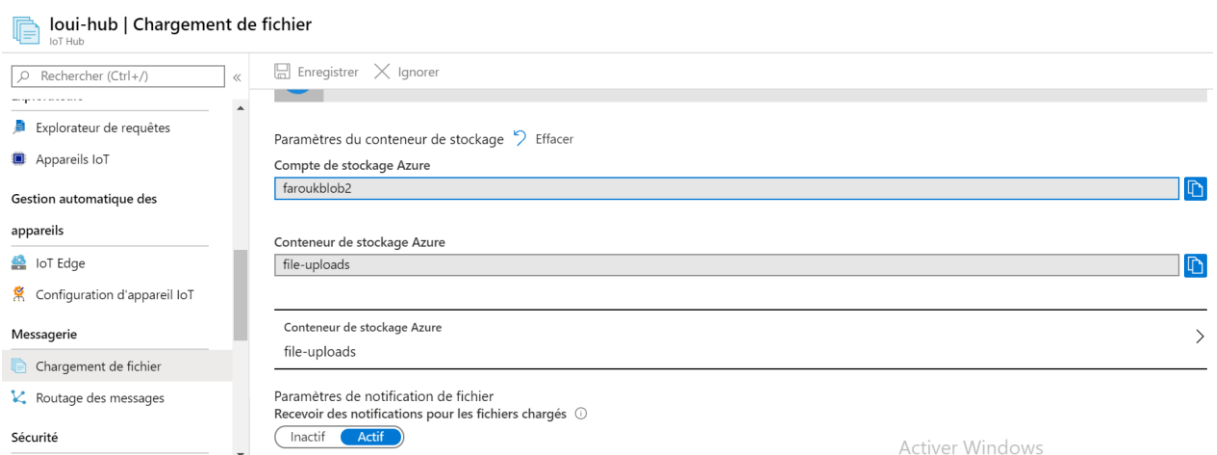 loui-hub | Chargement de fichier
IoT Hub
Rechercher (Ctrl+/)
«
Enregistrer
Ignorer
Explorateur de requêtes
Appareils IoT
Gestion automatique des
appareils
IoT Edge
Configuration d'appareil IoT
Messagerie
Chargement de fichier
Routage des messages
Sécurité
Paramètres du conteneur de stockage
Effacer
Compte de stockage Azure
faroukblob2
Conteneur de stockage Azure
file-uploads
Conteneur de stockage Azure
file-uploads
Paramètres de notification de fichier
Recevoir des notifications pour les fichiers chargés
Inactif Actif
Activer Windows